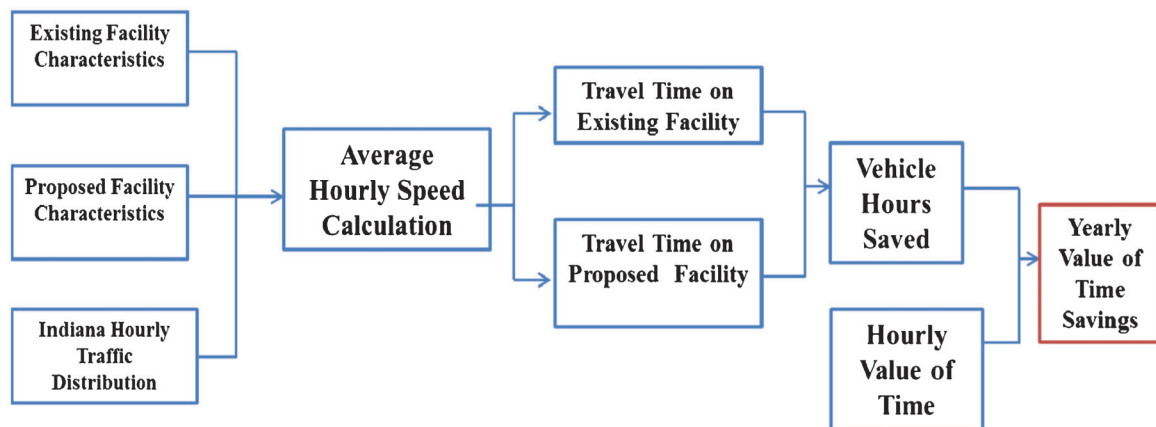 Existing Facility
Characteristics
Proposed Facility
Characteristics
Indiana Hourly
Traffic
Distribution
Average
Hourly Speed
Calculation
Travel Time on
Existing Facility
Travel Time on
Proposed Facility
Vehicle
Hours
Saved
Hourly
Value of
Time
Yearly
Value of
Time
Savings